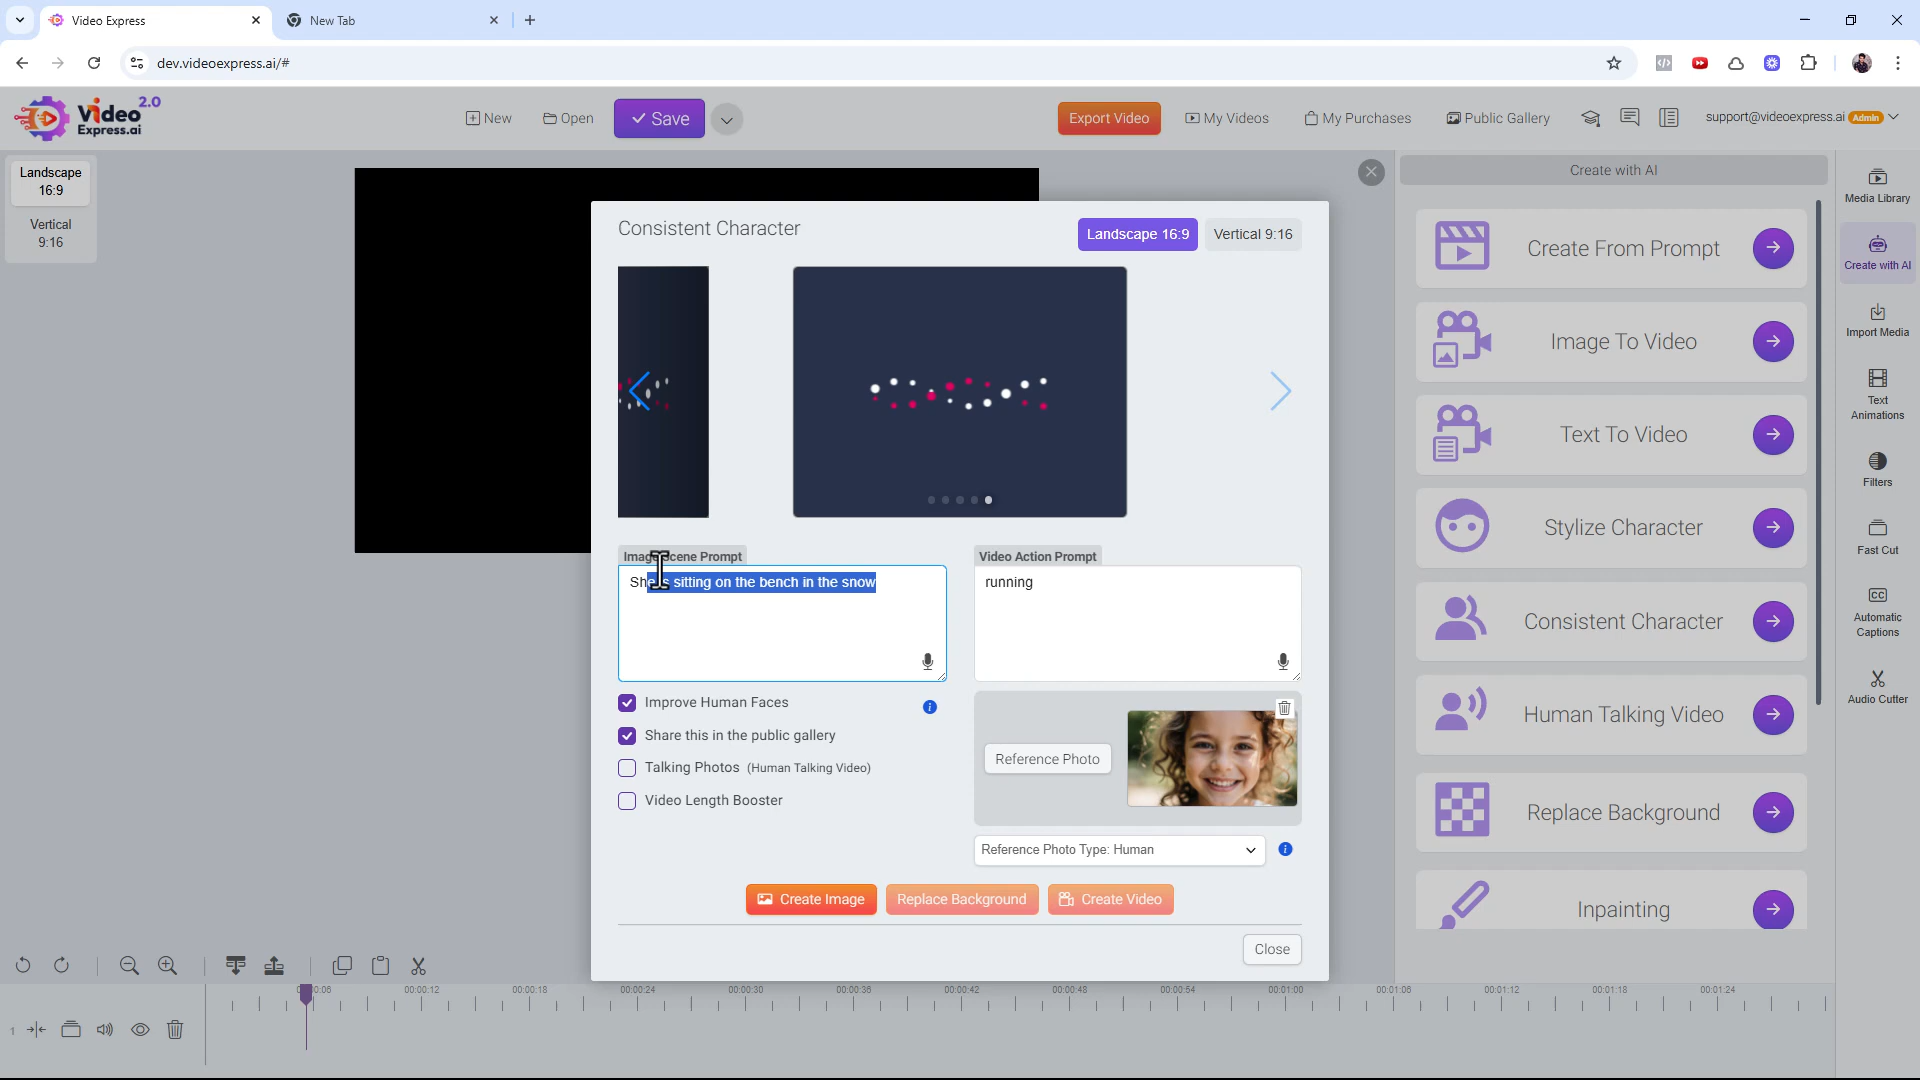 Video Express
New Tab
dev.videoexpress.ai/#
Video 2.0
Express.ai
New
Open
Save
Export Video
My Videos
My Purchases
Public Gallery
support@videoexpress.ai
Admin
Landscape
16:9
Vertical
9:16
Consistent Character
Landscape 16:9
Vertical 9:16
Image Scene Prompt
She is sitting on the bench in the snow
Video Action Prompt
running
Improve Human Faces
Share this in the public gallery
Talking Photos (Human Talking Video)
Video Length Booster
Reference Photo
Reference Photo Type: Human
Create Image
Replace Background
Create Video
Close
Create with AI
Create From Prompt
Image To Video
Text To Video
Stylize Character
Consistent Character
Human Talking Video
Replace Background
Inpainting
Media Library
Create with AI
Import Media
Text
Animations
Filters
Fast Cut
CC
Automatic
Captions
Audio Cutter
00:00:12
00:00:18
00:00:24
00:00:30
00:00:36
00:00:42
00:00:48
00:00:54
00:01:00
00:01:06
00:01:12
00:01:18
00:01:24
1